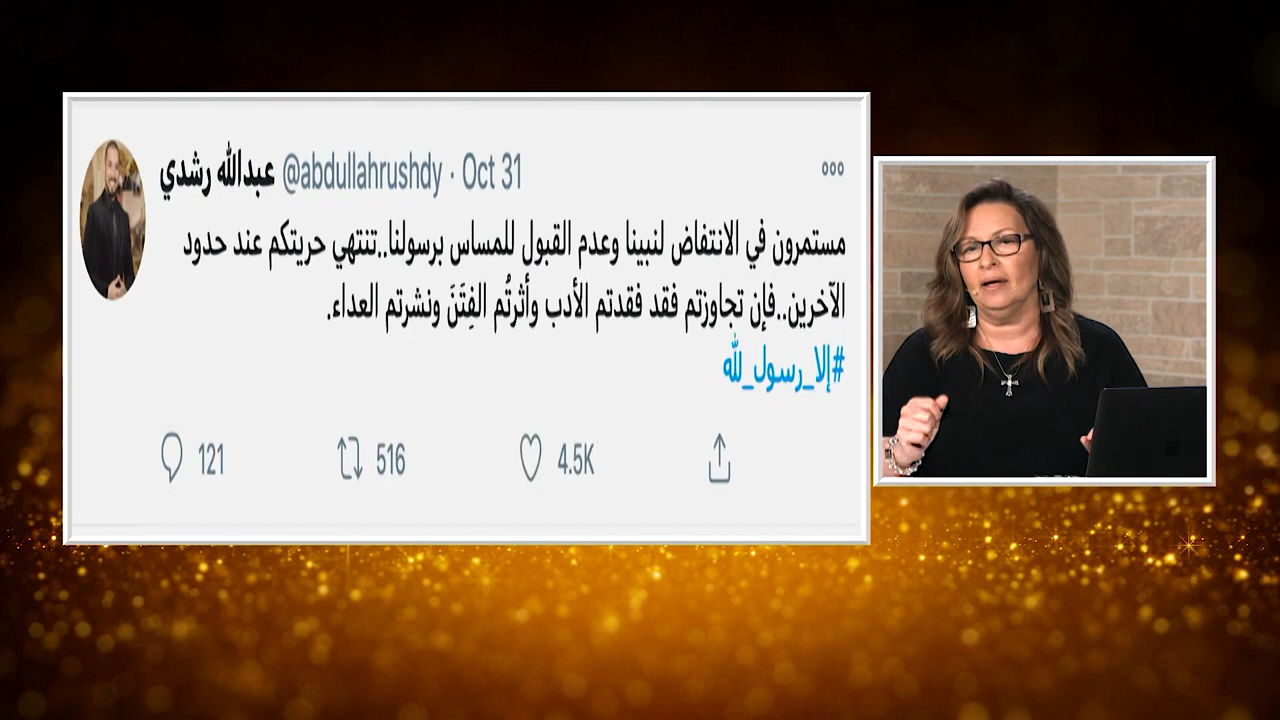 عبدالله رشدي @abdullahrushdy · Oct 31
مستمرون في الانتفاض لنبينا وعدم القبول للمساس برسولنا..تنتهي حريتكم عند حدود
الآخرين..فإن تجاوزتم فقد فقدتم الأدب وأثرتُم الفِتَنَ ونشرتم العداء.
#إلا_رسول_لله
121 516 4.5K